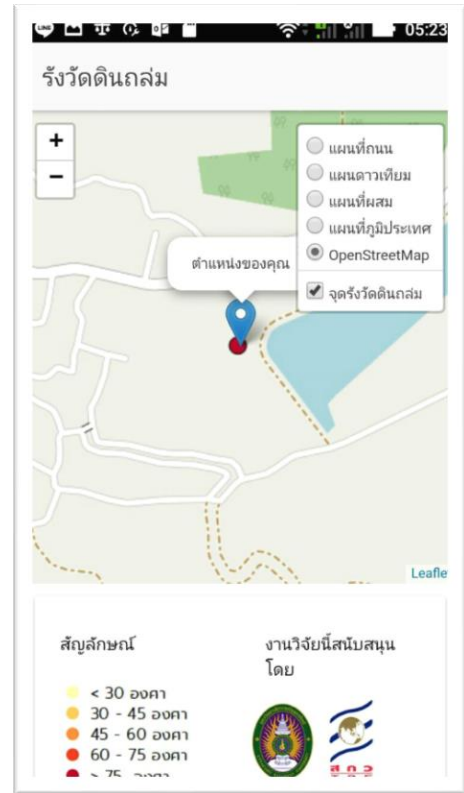 LINE
05:23
รังวัดดินถล่ม
+
−
แผนที่ถนน
แผนดาวเทียม
แผนที่ผสม
แผนที่ภูมิประเทศ
OpenStreetMap
จุดรังวัดดินถล่ม
ตำแหน่งของคุณ
Leafle
สัญลักษณ์
< 30 องศา
30 - 45 องศา
45 - 60 องศา
60 - 75 องศา
> 75 องศา
งานวิจัยนี้สนับสนุน
โดย